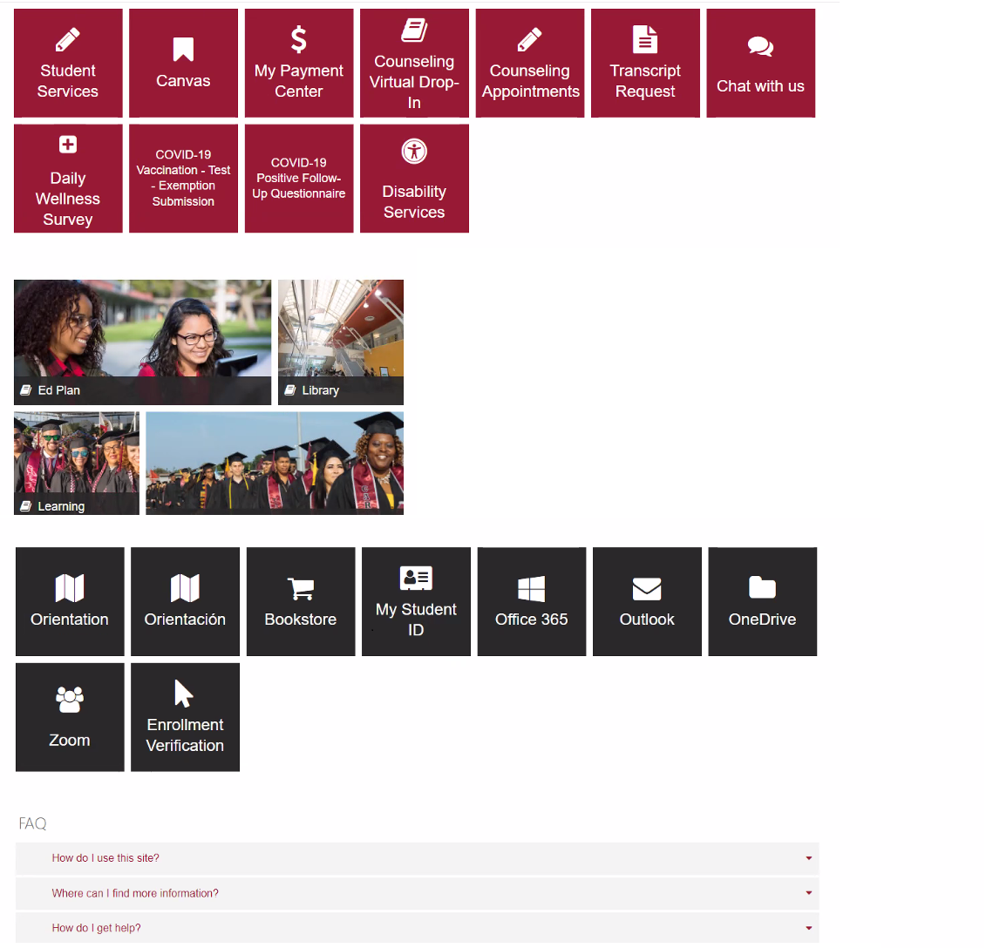 Student
Services
Canvas
My Payment
Center
Counseling
Virtual Drop-
In
Counseling
Appointments
Transcript
Request
Chat with us
Daily
Wellness
Survey
COVID-19
Vaccination - Test
- Exemption
Submission
COVID-19
Positive Follow-
Up Questionnaire
Disability
Services
Ed Plan
Library
Learning
Orientation
Orientación
Bookstore
My Student
ID
Office 365
Outlook
OneDrive
Zoom
Enrollment
Verification
FAQ
How do I use this site?
Where can I find more information?
How do I get help?